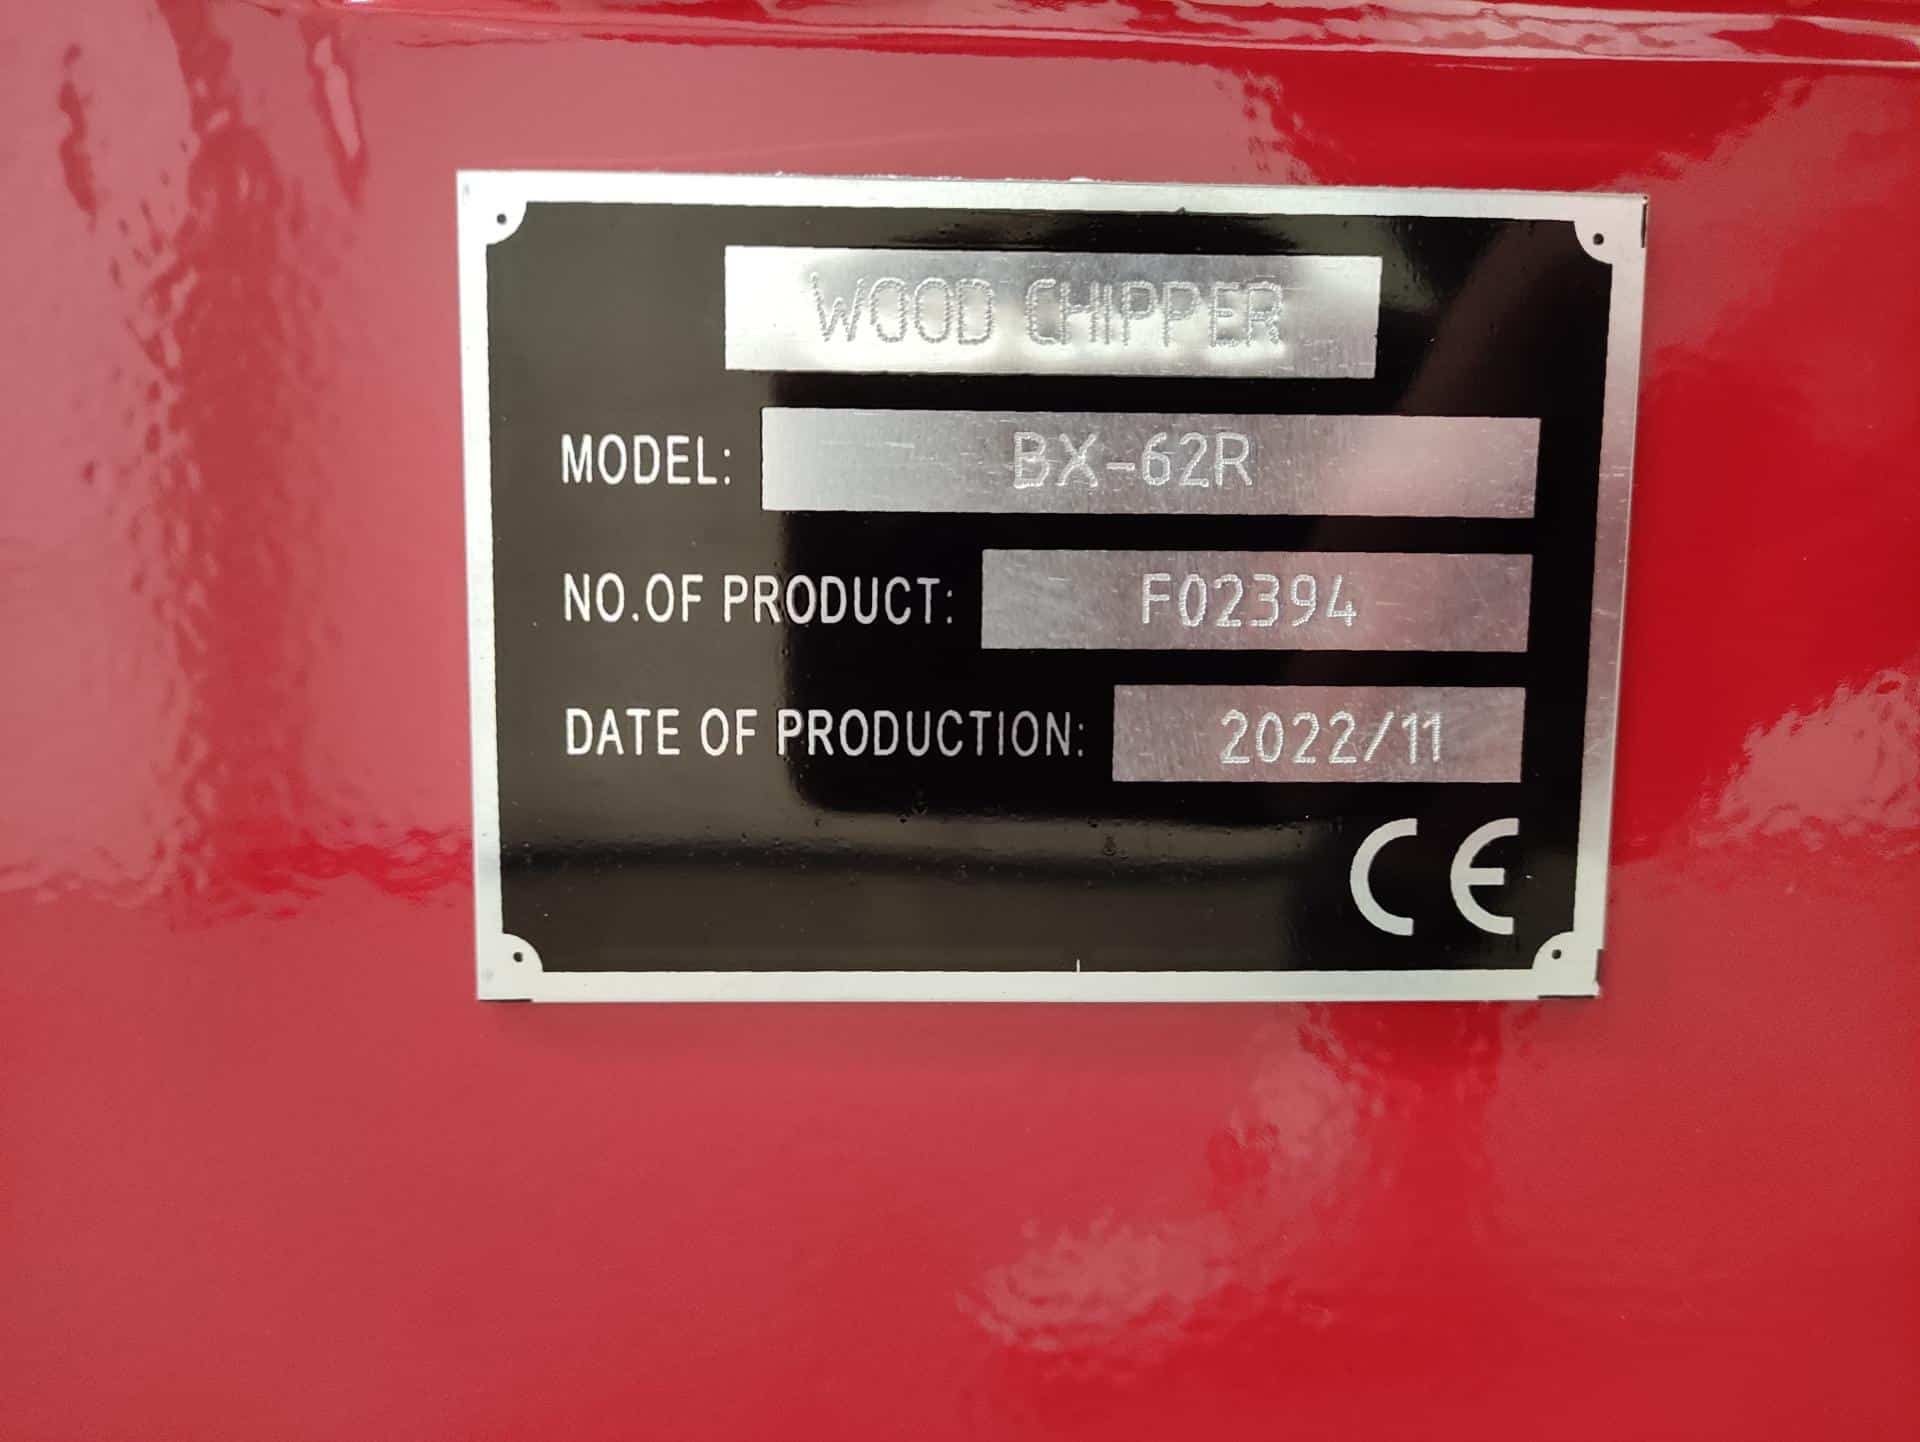 WOOD CHIPPER
MODEL: BX-62R
NO.OF PRODUCT: F02394
DATE OF PRODUCTION: 2022/11
CE